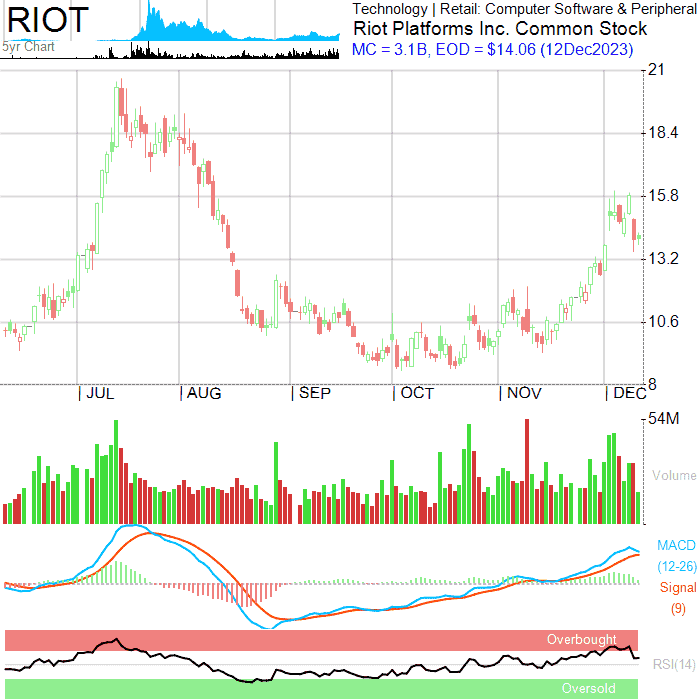 RIOT
5yr Chart
Technology | Retail: Computer Software & Peripheral
Riot Platforms Inc. Common Stock
MC = 3.1B, EOD = $14.06 (12Dec2023)
21
18.4
15.8
13.2
10.6
8
JUL
AUG
SEP
OCT
NOV
DEC
54M
Volume
MACD
(12-26)
Signal
(9)
Overbought
RSI(14)
Oversold